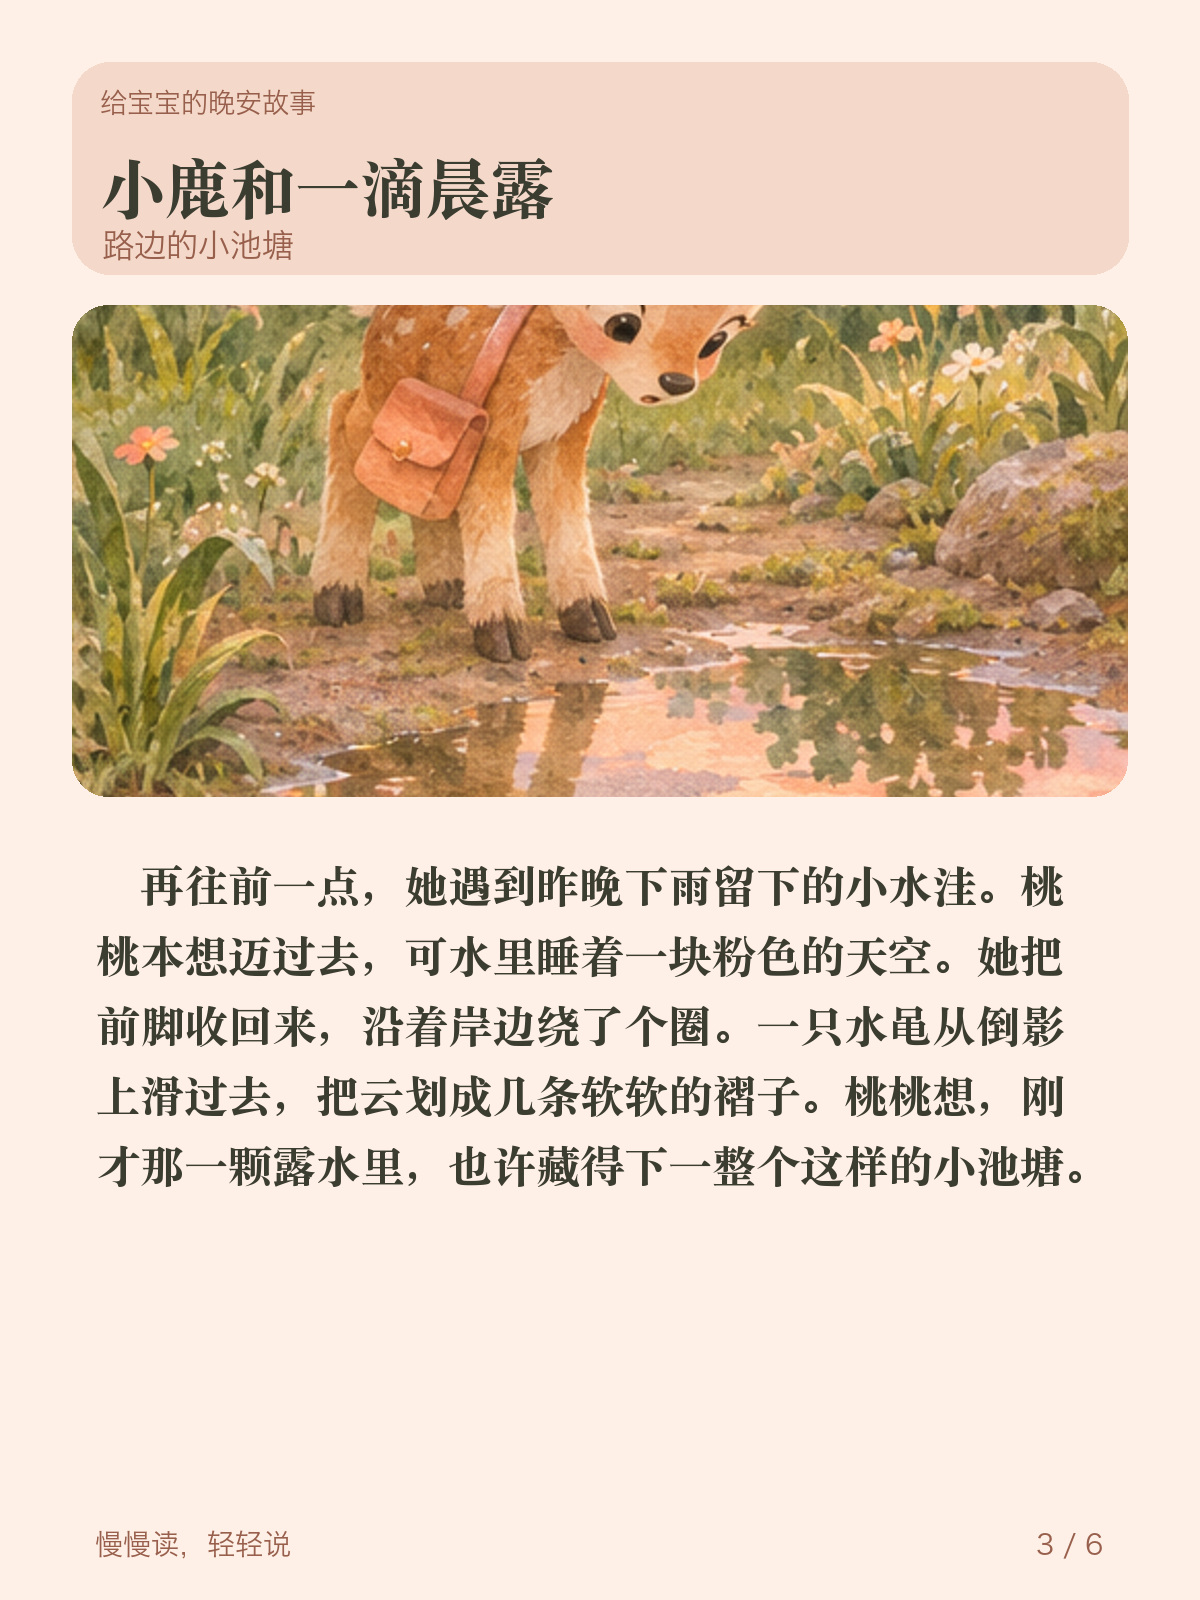 给宝宝的晚安故事
小鹿和一滴晨露
路边的小池塘
再往前一点，她遇到昨晚下雨留下的小水洼。桃
桃本想迈过去，可水里睡着一块粉色的天空。她把
前脚收回来，沿着岸边绕了个圈。一只水黾从倒影
上滑过去，把云划成几条软软的褶子。桃桃想，刚
才那一颗露水里，也许藏得下一整个这样的小池塘。
慢慢读，轻轻说
3 / 6